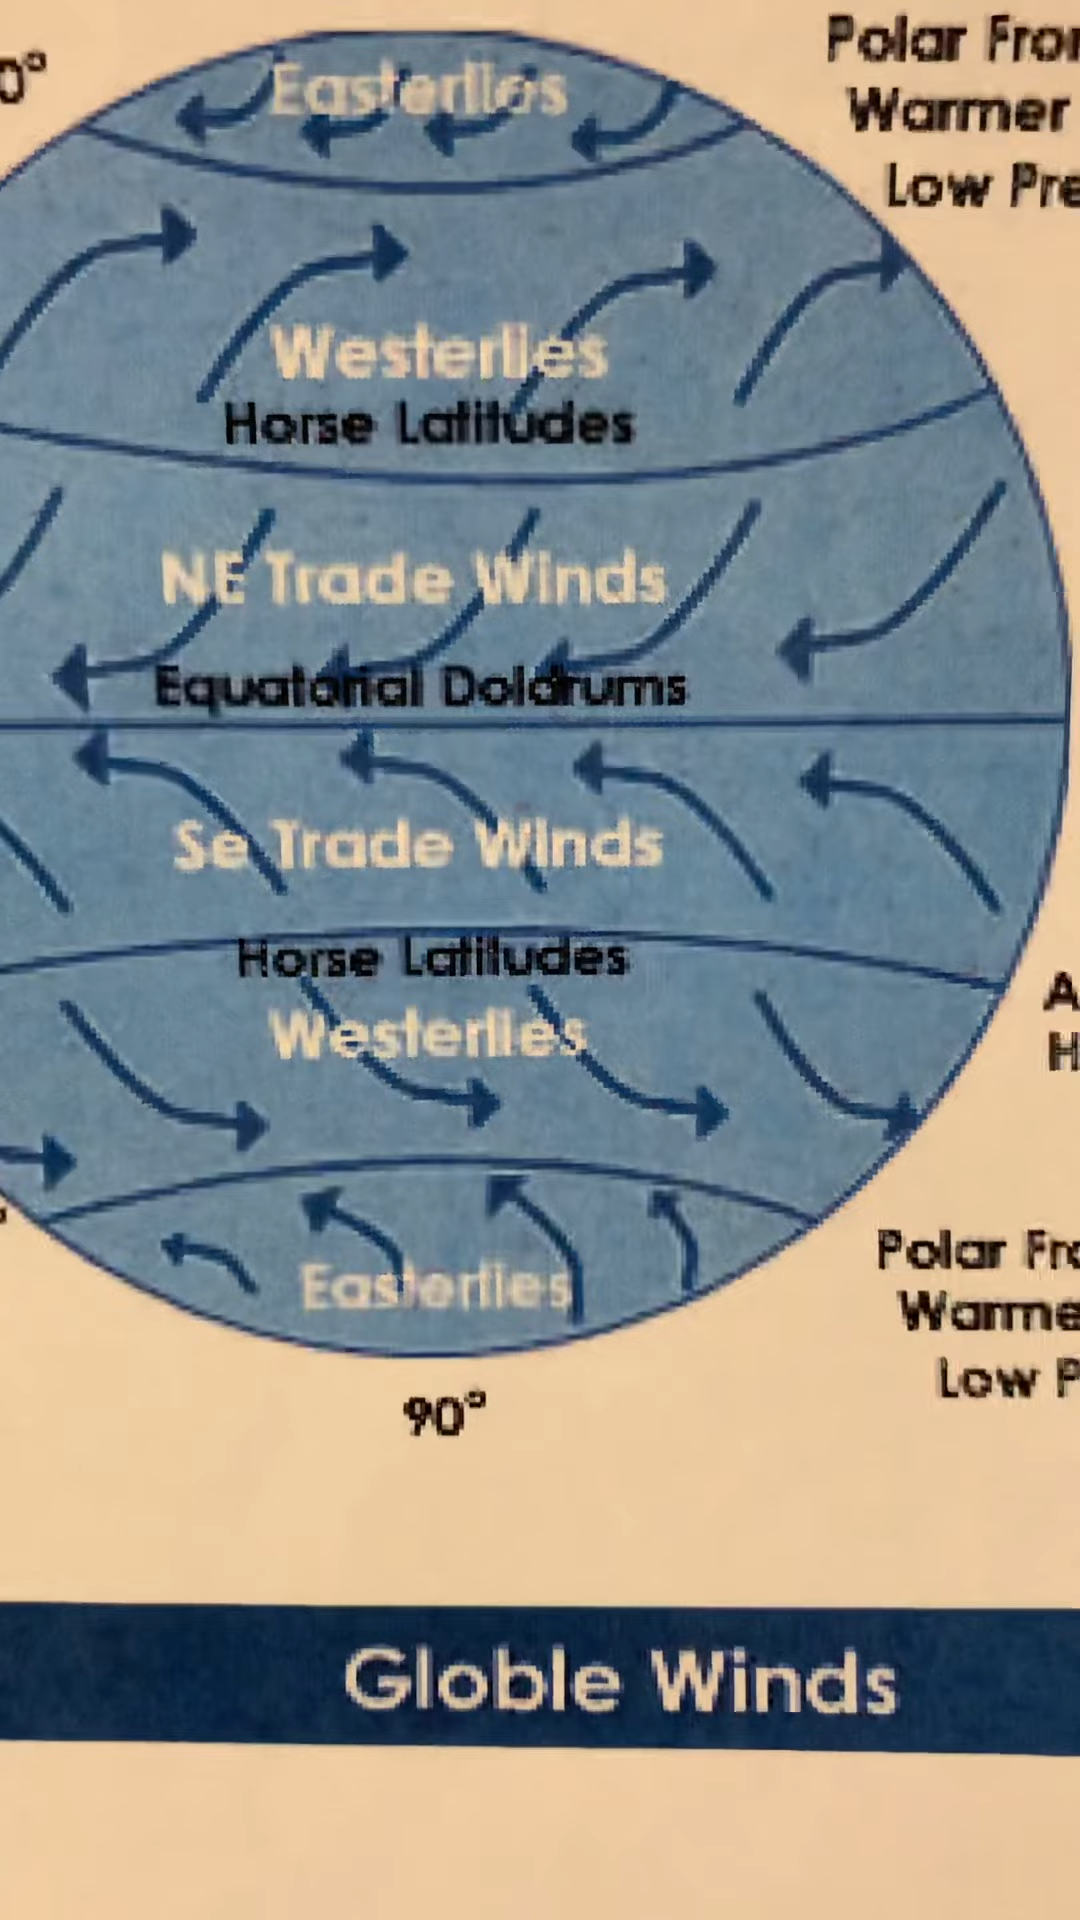 Polar
Warmer
Low
Easterlies
Westerlies
Horse Latitudes
NE Trade Winds
Equatorial Doldrums
Se Trade Winds
Horse Latitudes
Westerlies
Easterlies
Polar
Low
90°
Globle Winds